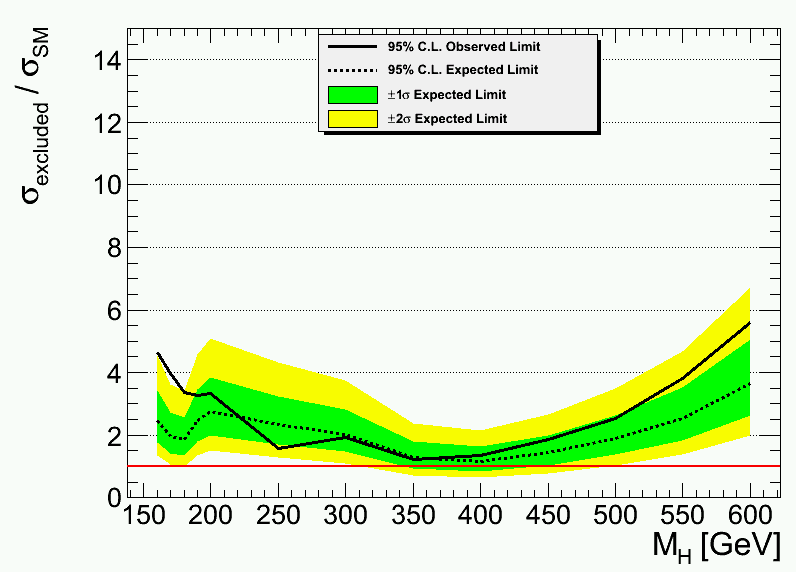 σexcluded / σSM
95% C.L. Observed Limit
95% C.L. Expected Limit
±1σ Expected Limit
±2σ Expected Limit
14
12
10
8
6
4
2
0
150 200 250 300 350 400 450 500 550 600
MH [GeV]